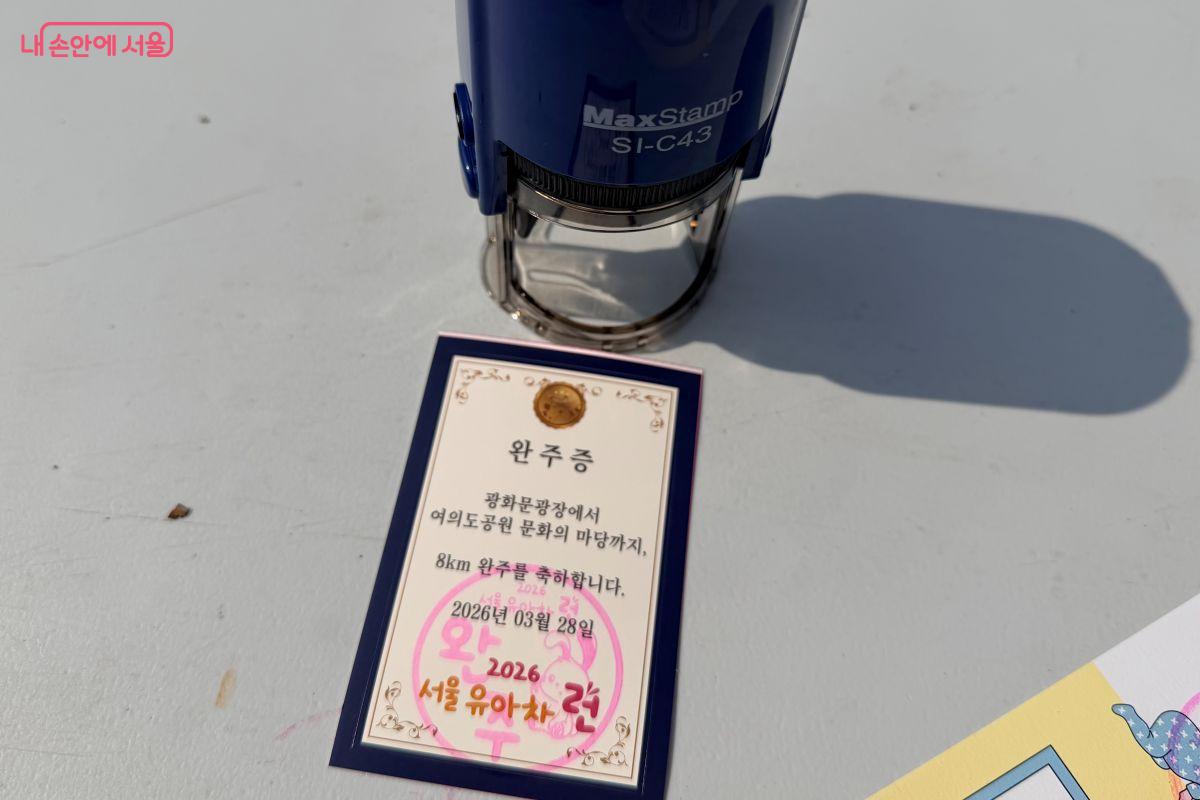 내 손안에 서울
MaxStamp
SI-C43
완주증
광화문광장에서
여의도공원 문화의 마당까지,
8km 완주를 축하합니다.
2026
서울 유아차 런
2026년 03월 28일
완
주
2026
서울 유아차 런